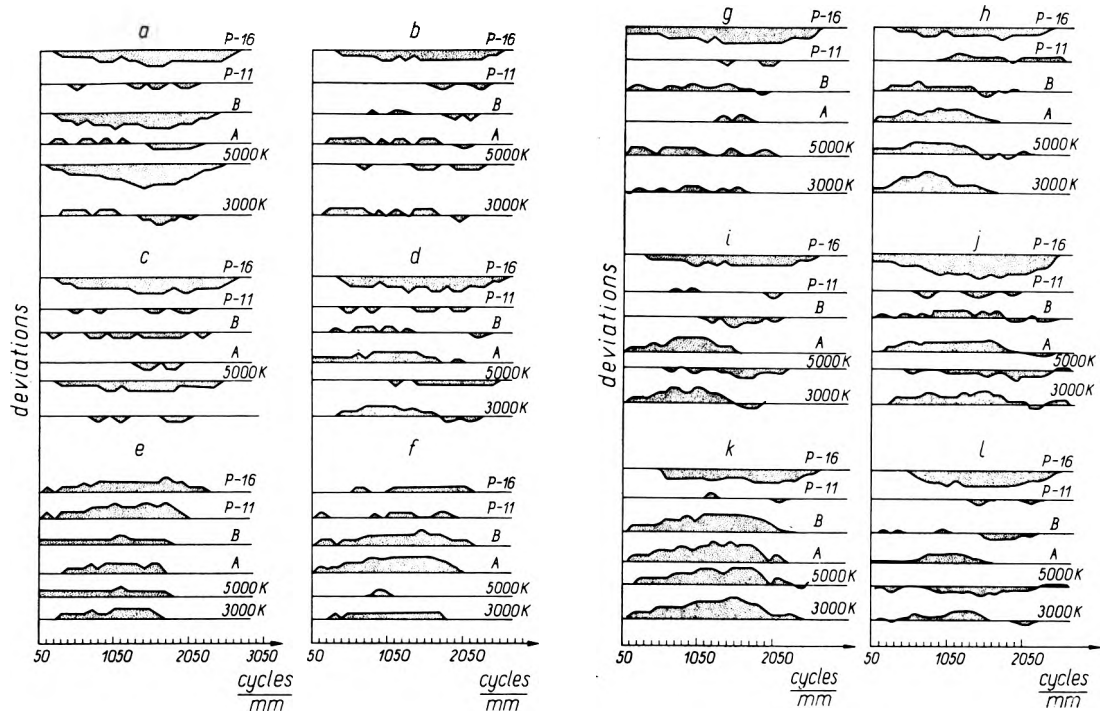 a
P-16
P-11
B
A
5000K
3000K
b
P-16
P-11
B
A
5000K
3000K
c
P-16
P-11
B
A
5000K
3000K
d
P-16
P-11
B
A
5000K
3000K
e
P-16
P-11
B
A
5000K
3000K
f
P-16
P-11
B
A
5000K
3000K
deviations
50 1050 2050 3050
cycles
mm
50 1050 2050
cycles
mm
g
P-16
P-11
B
A
5000K
3000K
h
P-16
P-11
B
A
5000K
3000K
i
P-16
P-11
B
A
5000K
3000K
j
P-16
P-11
B
A
5000K
3000K
k
P-16
P-11
B
A
5000K
3000K
l
P-16
P-11
B
A
5000K
3000K
deviations
50 1050 2050
cycles
mm
50 1050 2050
cycles
mm